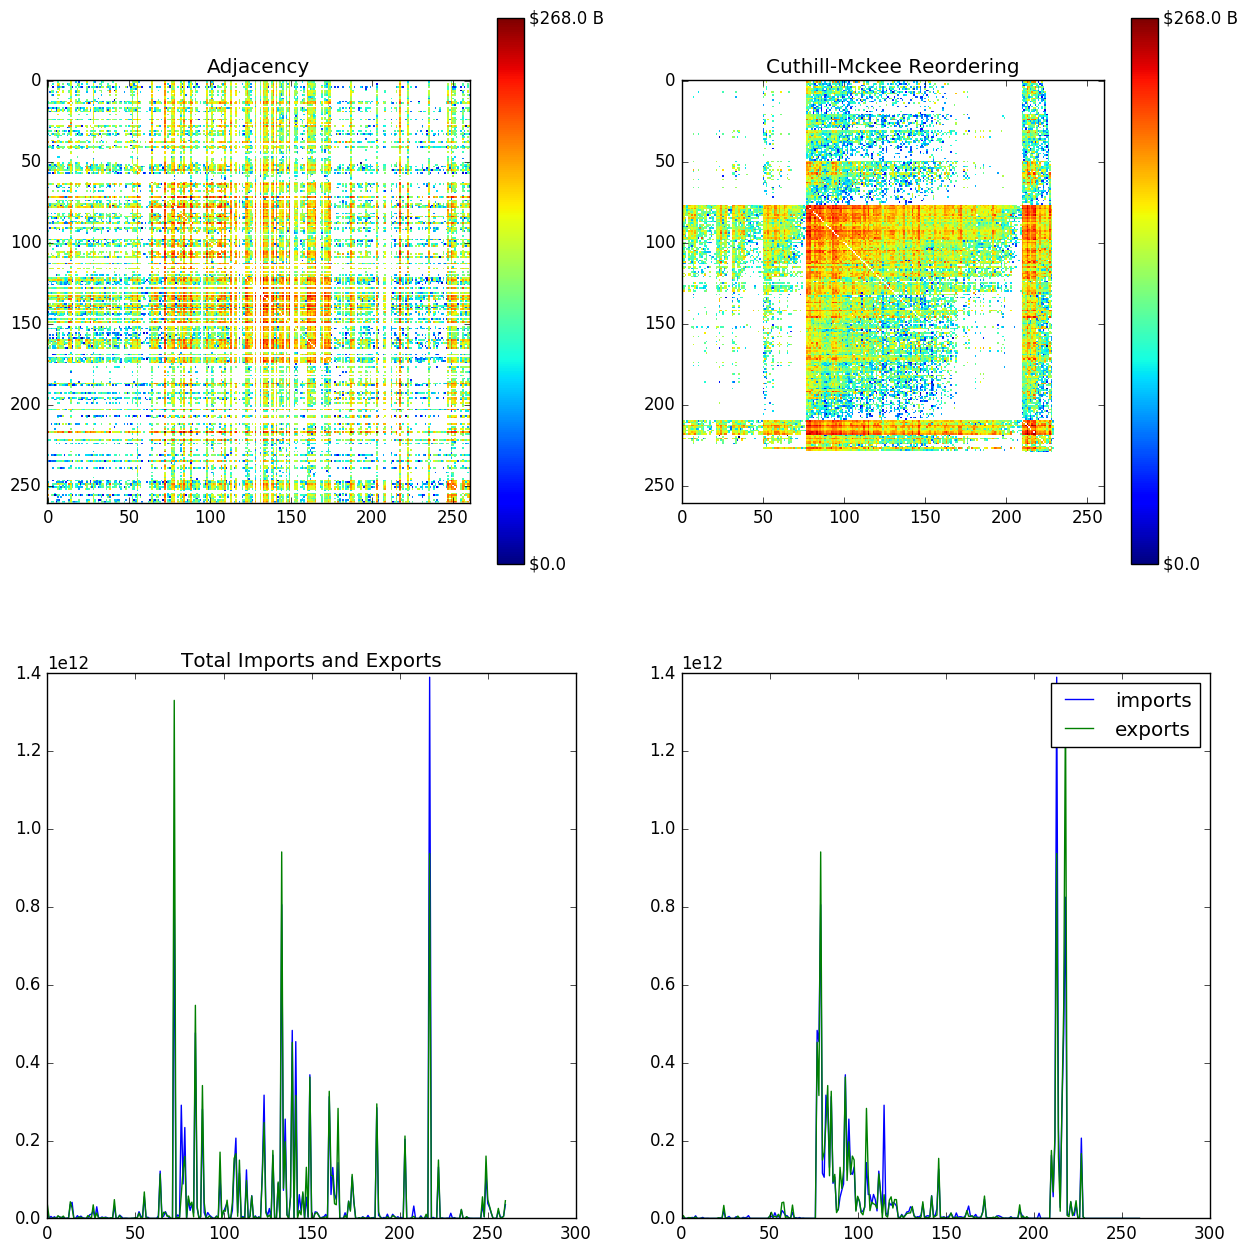 $268.0 B
$268.0 B
Adjacency
Cuthill-Mckee Reordering
0
50
100
150
200
250
0 50 100 150 200 250
$0.0
0
50
100
150
200
250
0 50 100 150 200 250
$0.0
Total Imports and Exports
1e12
1.4
1.2
1.0
0.8
0.6
0.4
0.2
0.0
0 50 100 150 200 250 300
1e12
1.4
1.2
1.0
0.8
0.6
0.4
0.2
0.0
0 50 100 150 200 250 300
imports
exports